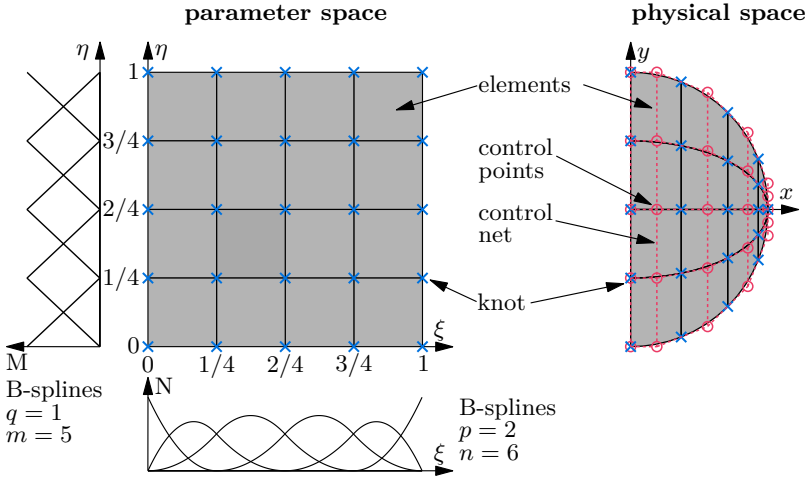 parameter space
physical space
η
η
y
1
elements
3/4
control
points
2/4
x
control
net
1/4
knot
0
ξ
M
0
1/4
2/4
3/4
1
B-splines
q = 1
m = 5
N
B-splines
p = 2
n = 6
ξ